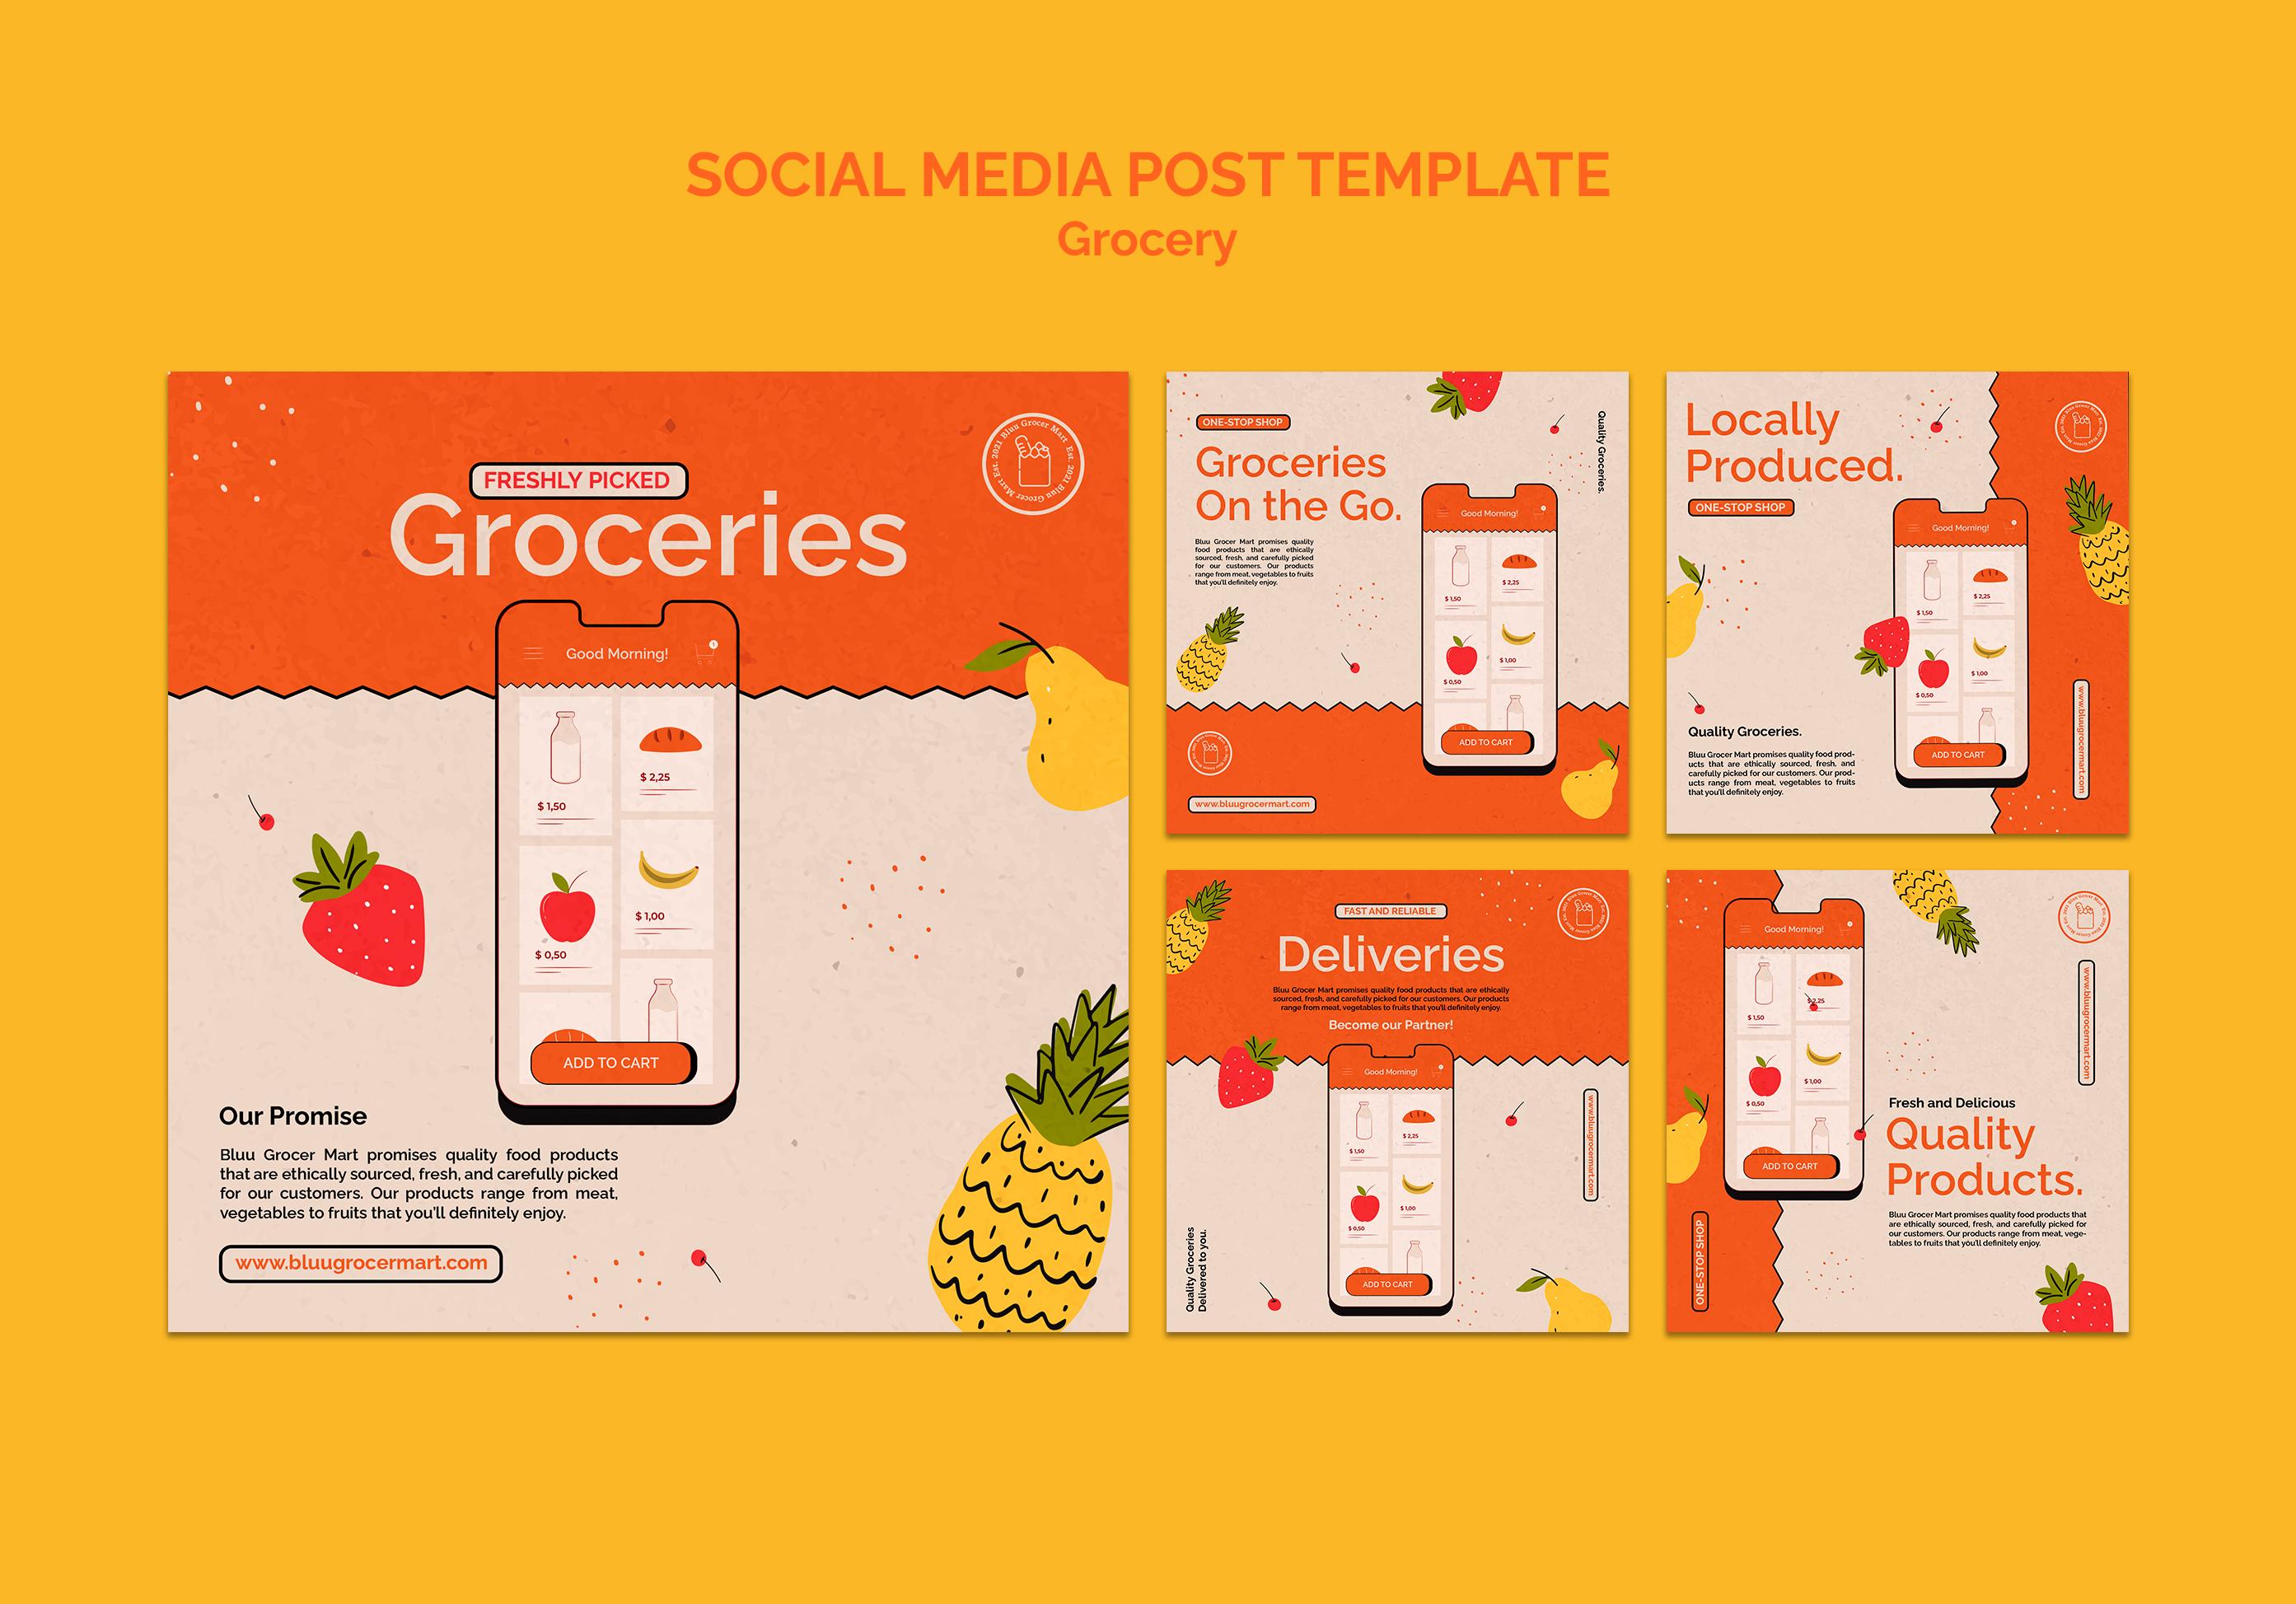 SOCIAL MEDIA POST TEMPLATE
Grocery
FRESHLY PICKED
Groceries
Est. 2021 Bluu Grocer Mart Est. 2021 Bluu Grocer Mart
Good Morning!
1
$ 1,50
$ 2,25
$ 0,50
$ 1,00
ADD TO CART
Our Promise
Bluu Grocer Mart promises quality food products
that are ethically sourced, fresh, and carefully picked
for our customers. Our products range from meat,
vegetables to fruits that you'll definitely enjoy.
www.bluugrocermart.com
ONE-STOP SHOP
Groceries
On the Go.
Bluu Grocer Mart promises quality
food products that are ethically
sourced, fresh, and carefully picked
for our customers. Our products
range from meat, vegetables to fruits
that you'll definitely enjoy.
Quality Groceries.
Good Morning!
$ 1,50
$ 2,25
$ 0,50
$ 1,00
ADD TO CART
www.bluugrocermart.com
Locally
Produced.
ONE-STOP SHOP
Good Morning!
$ 1,50
$ 2,25
$ 0,50
$ 1,00
ADD TO CART
Quality Groceries.
Bluu Grocer Mart promises quality food prod-
ucts that are ethically sourced, fresh, and
carefully picked for our customers. Our prod-
ucts range from meat, vegetables to fruits
that you'll definitely enjoy.
www.bluugrocermart.com
FAST AND RELIABLE
Deliveries
Bluu Grocer Mart promises quality food products that are ethically
sourced, fresh, and carefully picked for our customers. Our products
range from meat, vegetables to fruits that you'll definitely enjoy.
Become our Partner!
Good Morning!
$ 1,50
$ 2,25
$ 0,50
$ 1,00
ADD TO CART
www.bluugrocermart.com
Quality Groceries
Delivered to you.
Good Morning!
$ 1,50
$ 2,25
$ 0,50
$ 1,00
ADD TO CART
www.bluugrocermart.com
Fresh and Delicious
Quality
Products.
Bluu Grocer Mart promises quality food products that
are ethically sourced, fresh, and carefully picked for
our customers. Our products range from meat, vege-
tables to fruits that you'll definitely enjoy.
ONE-STOP SHOP